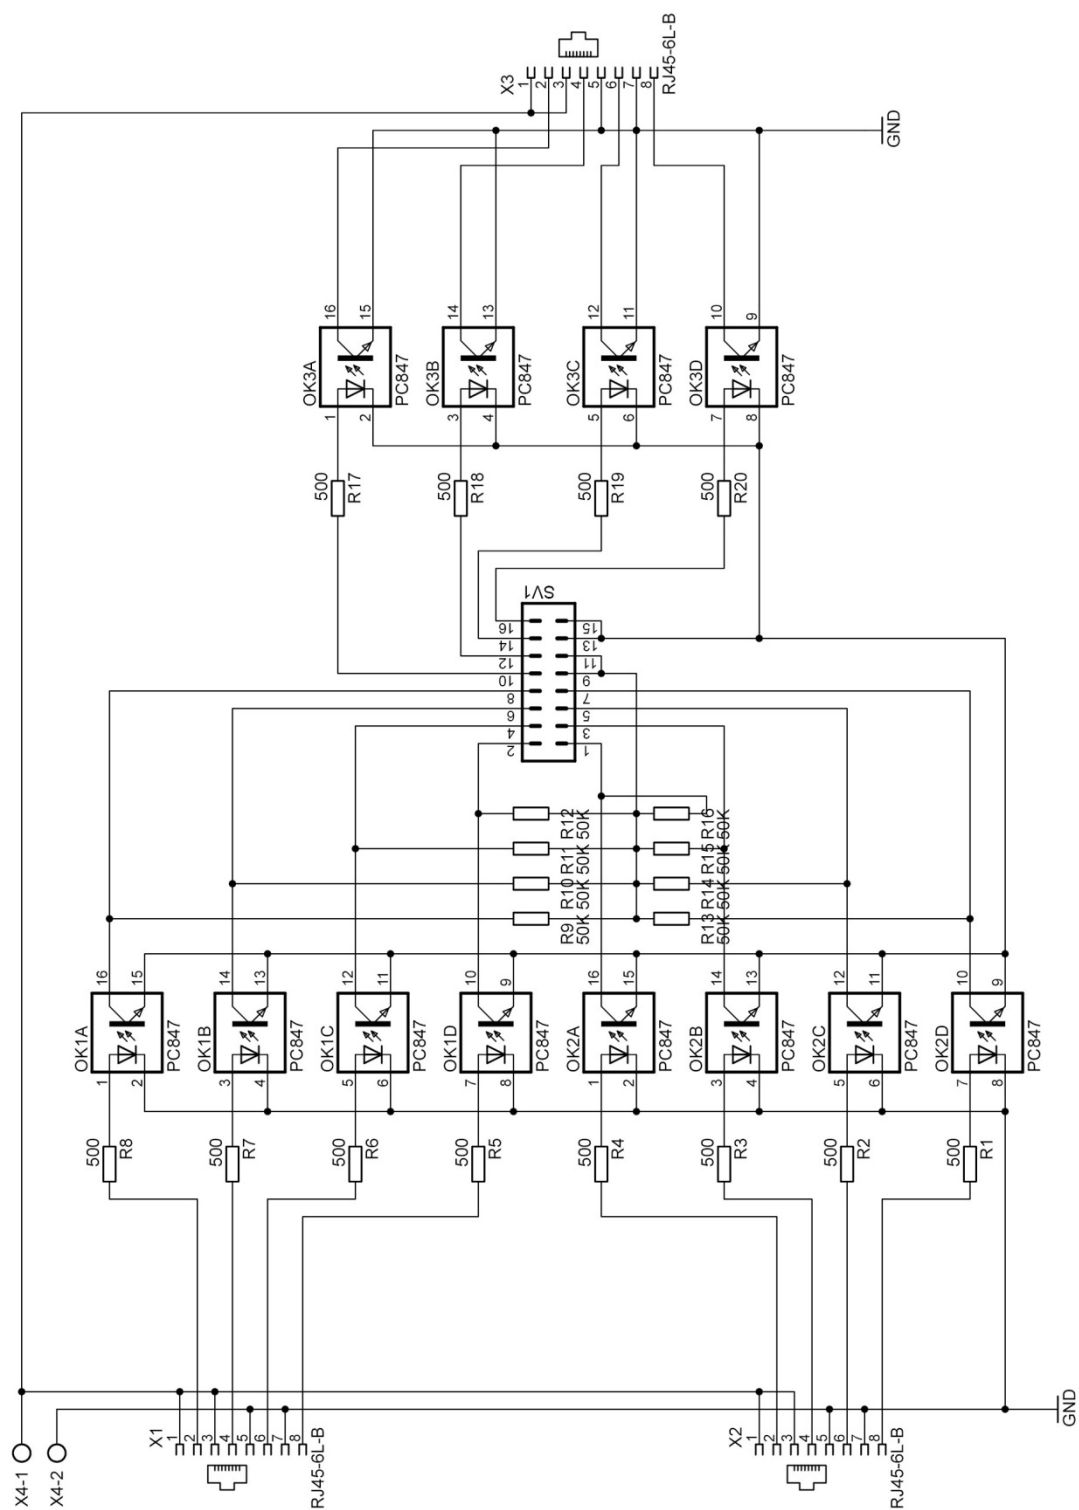 X4-1
X4-2
X1
1
2
3
4
5
6
7
8
RJ45-6L-B
X2
1
2
3
4
5
6
7
8
RJ45-6L-B
GND
500
R8
500
R7
500
R6
500
R5
500
R4
500
R3
500
R2
500
R1
OK1A
1
2
16
15
PC847
OK1B
3
4
14
13
PC847
OK1C
5
6
12
11
PC847
OK1D
7
8
10
9
PC847
OK2A
1
2
16
15
PC847
OK2B
3
4
14
13
PC847
OK2C
5
6
12
11
PC847
OK2D
7
8
10
9
PC847
R9
50K
R10
50K
R11
50K
R12
50K
R13
50K
R14
50K
R15
50K
R16
50K
SV1
2
4
6
8
10
12
14
16
1
3
5
7
9
11
13
15
500
R17
500
R18
500
R19
500
R20
OK3A
1
2
16
15
PC847
OK3B
3
4
14
13
PC847
OK3C
5
6
12
11
PC847
OK3D
7
8
10
9
PC847
X3
1
2
3
4
5
6
7
8
RJ45-6L-B
GND